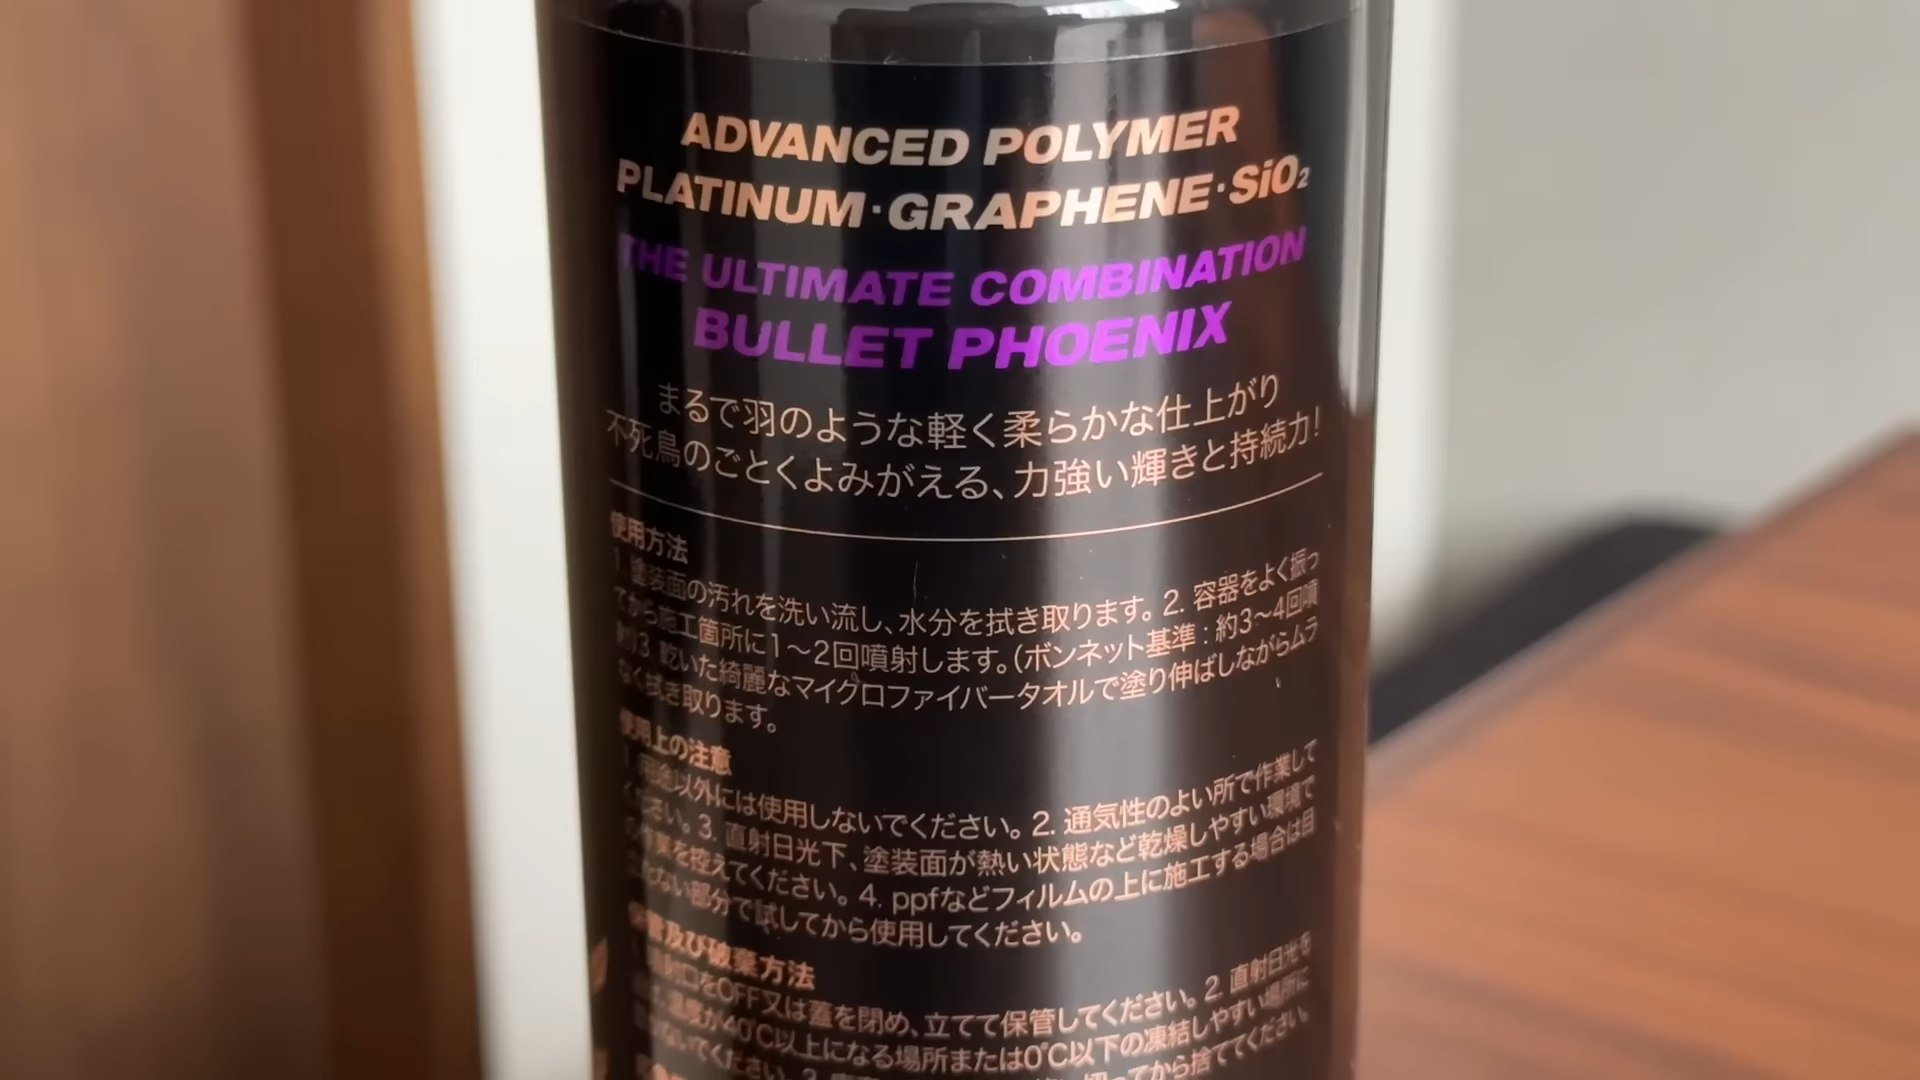 ADVANCED POLYMER
PLATINUM·GRAPHENE·SiO₂
THE ULTIMATE COMBINATION
BULLET PHOENIX
まるで羽のような軽く柔らかな仕上がり
不死鳥のごとくよみがえる、力強い輝きと持続力!
使用方法
1. 塗装面の汚れを洗い流し、水分を拭き取ります。2. 容器をよく振っ
てから施工箇所に1～2回噴射します。(ボンネット基準 : 約3～4回噴
射)3. 乾いた綺麗なマイクロファイバータオルで塗り伸ばしながらムラ
なく拭き取ります。
使用上の注意
1. 用途以外には使用しないでください。2. 通気性のよい所で作業して
ください。3. 直射日光下、塗装面が熱い状態など乾燥しやすい環境で
の作業を控えてください。4. ppfなどフィルムの上に施工する場合は目
立たない部分で試してから使用してください。
保管及び破棄方法
口をOFF又は蓋を閉め、立てて保管してください。2. 直射日光を
温度が40℃以上になる場所または0℃以下の凍結しやすい場所に
かないでください。3.
切ってから捨ててください。